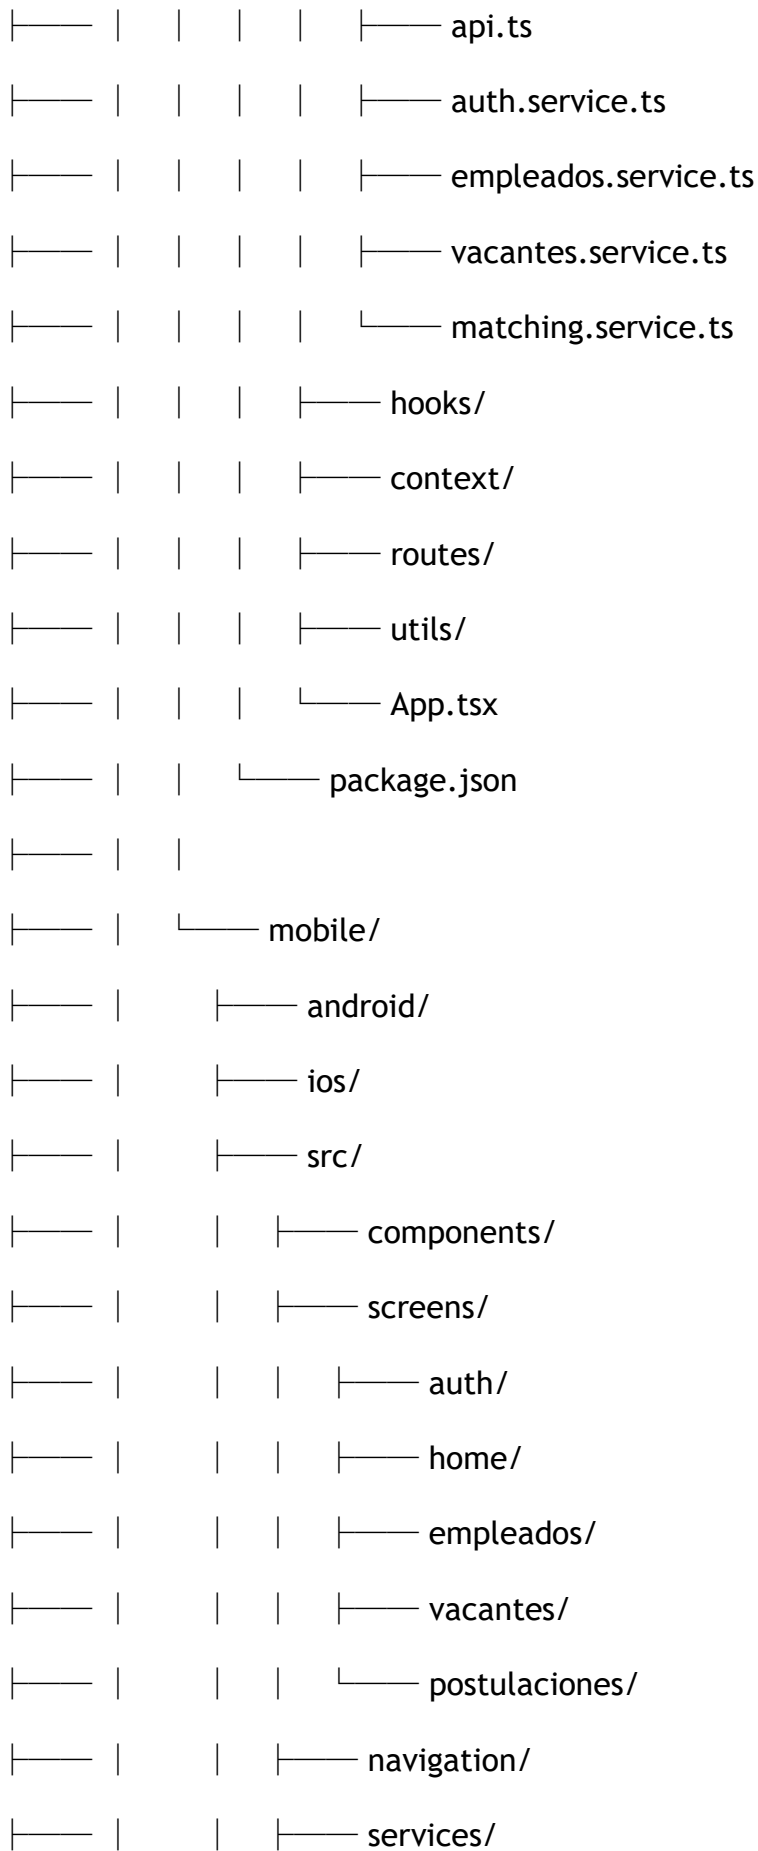 ├── │ │ │ │ ├── api.ts
├── │ │ │ │ ├── auth.service.ts
├── │ │ │ │ ├── empleados.service.ts
├── │ │ │ │ ├── vacantes.service.ts
├── │ │ │ │ └── matching.service.ts
├── │ │ │ ├── hooks/
├── │ │ │ ├── context/
├── │ │ │ ├── routes/
├── │ │ │ ├── utils/
├── │ │ │ └── App.tsx
├── │ │ └── package.json
├── │ │
├── │ └── mobile/
├── │     ├── android/
├── │     ├── ios/
├── │     ├── src/
├── │     │ ├── components/
├── │     │ ├── screens/
├── │     │ │ ├── auth/
├── │     │ │ ├── home/
├── │     │ │ ├── empleados/
├── │     │ │ ├── vacantes/
├── │     │ │ └── postulaciones/
├── │     │ ├── navigation/
├── │     │ ├── services/